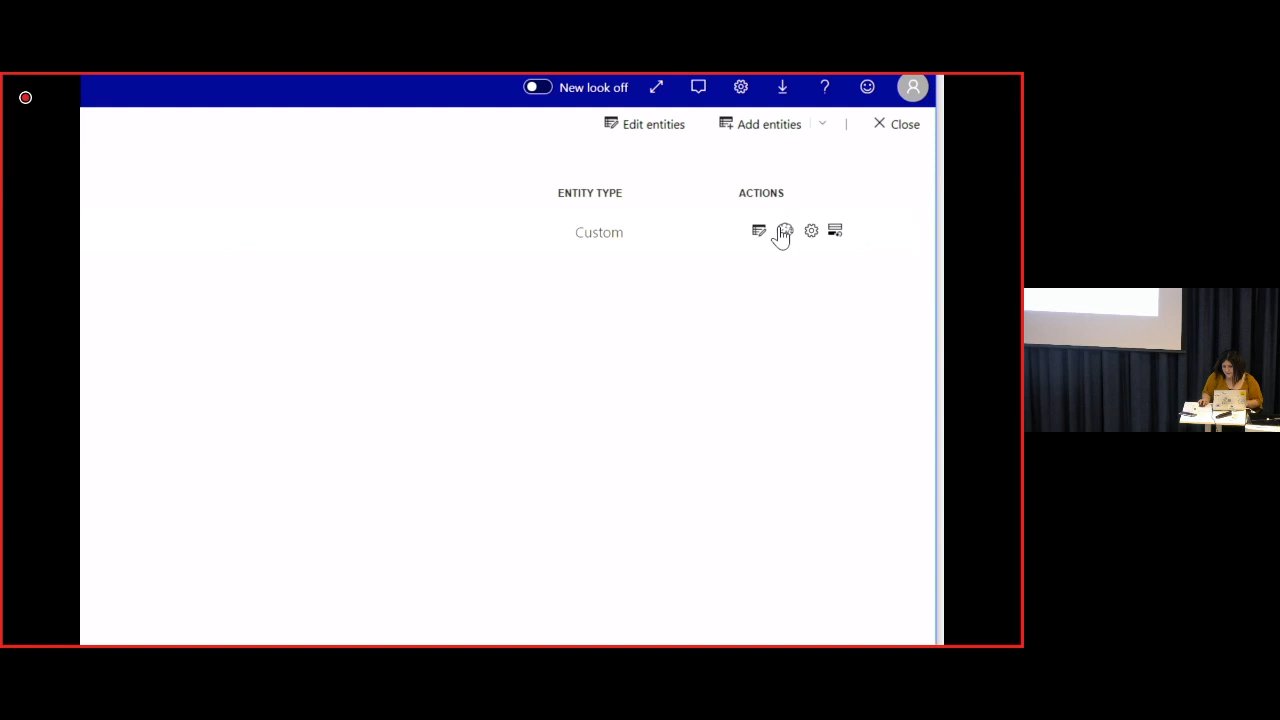 New look off
Edit entities
Add entities
Close
ENTITY TYPE
ACTIONS
Custom